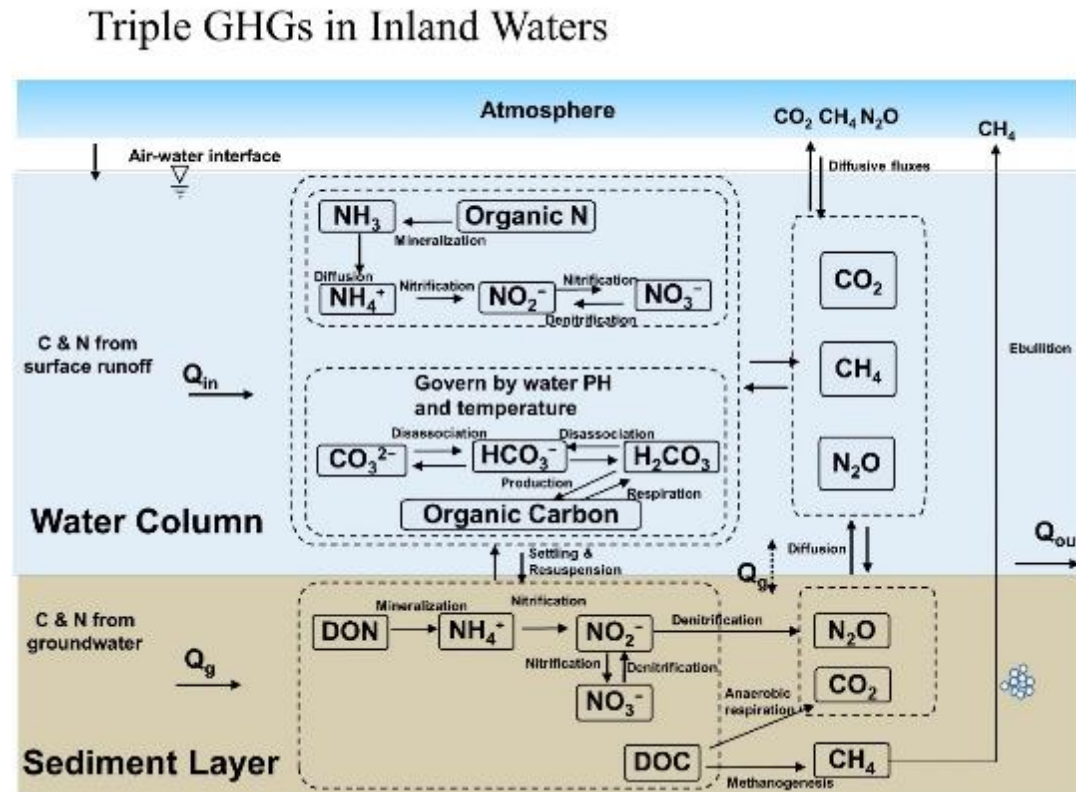 Triple GHGs in Inland Waters
Atmosphere
CO₂ CH₄ N₂O
CH₄
Air-water interface
Diffusive fluxes
NH₃
Organic N
Mineralization
Diffusion
Nitrification
Nitrification
NH₄⁺
NO₂⁻
NO₃⁻
Denitrification
CO₂
C & N from
surface runoff
Qin
Ebullition
CH₄
Govern by water PH
and temperature
Disassociation
Disassociation
CO₃²⁻
HCO₃⁻
H₂CO₃
N₂O
Production
Respiration
Organic Carbon
Water Column
Settling &
Resuspension
Diffusion
Qg
Qou
C & N from
groundwater
Mineralization
Nitrification
DON
NH₄⁺
NO₂⁻
Denitrification
N₂O
Qg
Nitrification
Denitrification
NO₃⁻
Anaerobic
respiration
CO₂
Sediment Layer
DOC
Methanogenesis
CH₄